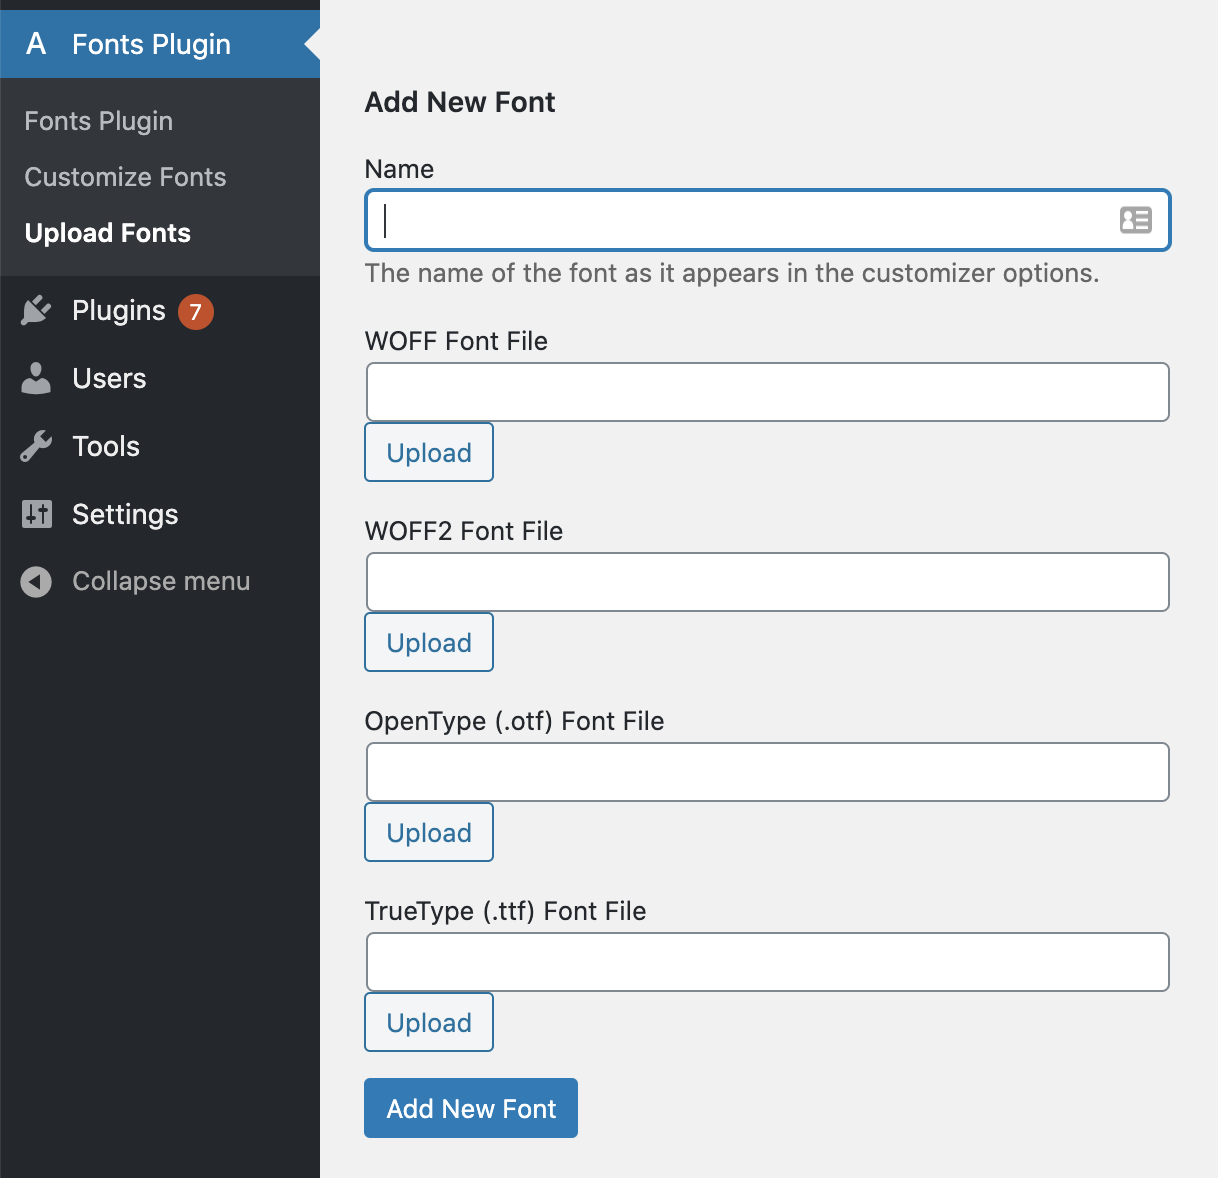 A Fonts Plugin
Fonts Plugin
Customize Fonts
Upload Fonts
Plugins 7
Users
Tools
Settings
Collapse menu
Add New Font
Name
The name of the font as it appears in the customizer options.
WOFF Font File
Upload
WOFF2 Font File
Upload
OpenType (.otf) Font File
Upload
TrueType (.ttf) Font File
Upload
Add New Font